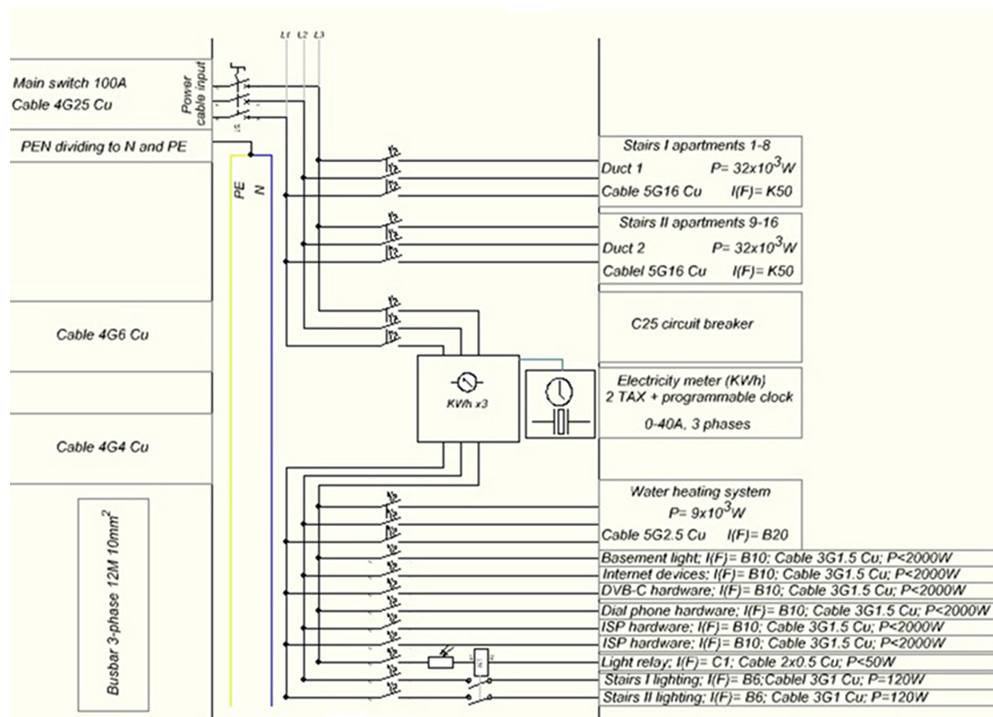 L1 L2 L3
Main switch 100A
Cable 4G25 Cu
Power
cable input
PEN dividing to N and PE
PE
N
Stairs I apartments 1-8
Duct 1 P= 32x10³W
Cable 5G16 Cu I(F)= K50
Stairs II apartments 9-16
Duct 2 P= 32x10³W
Cablel 5G16 Cu I(F)= K50
Cable 4G6 Cu
C25 circuit breaker
KWh x3
Electricity meter (KWh)
2 TAX + programmable clock
0-40A, 3 phases
Cable 4G4 Cu
Busbar 3-phase 12M 10mm²
Water heating system
P= 9x10³W
Cable 5G2.5 Cu I(F)= B20
Basement light; I(F)= B10; Cable 3G1.5 Cu; P<2000W
Internet devices; I(F)= B10; Cable 3G1.5 Cu; P<2000W
DVB-C hardware; I(F)= B10; Cable 3G1.5 Cu; P<2000W
Dial phone hardware; I(F)= B10; Cable 3G1.5 Cu; P<2000W
ISP hardware; I(F)= B10; Cable 3G1.5 Cu; P<2000W
ISP hardware; I(F)= B10; Cable 3G1.5 Cu; P<2000W
Light relay; I(F)= C1; Cable 2x0.5 Cu; P<50W
Stairs I lighting; I(F)= B6;Cablel 3G1 Cu; P=120W
Stairs II lighting; I(F)= B6; Cable 3G1 Cu; P=120W